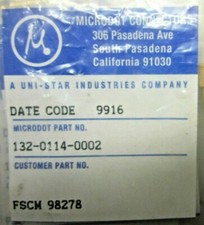 MICRODOT CONNECTORS
306 Pasadena Ave
South Pasadena
California 91030
A UNI-STAR INDUSTRIES COMPANY
DATE CODE 9916
MICRODOT PART NO.
132-0114-0002
CUSTOMER PART NO.
FSCM 98278